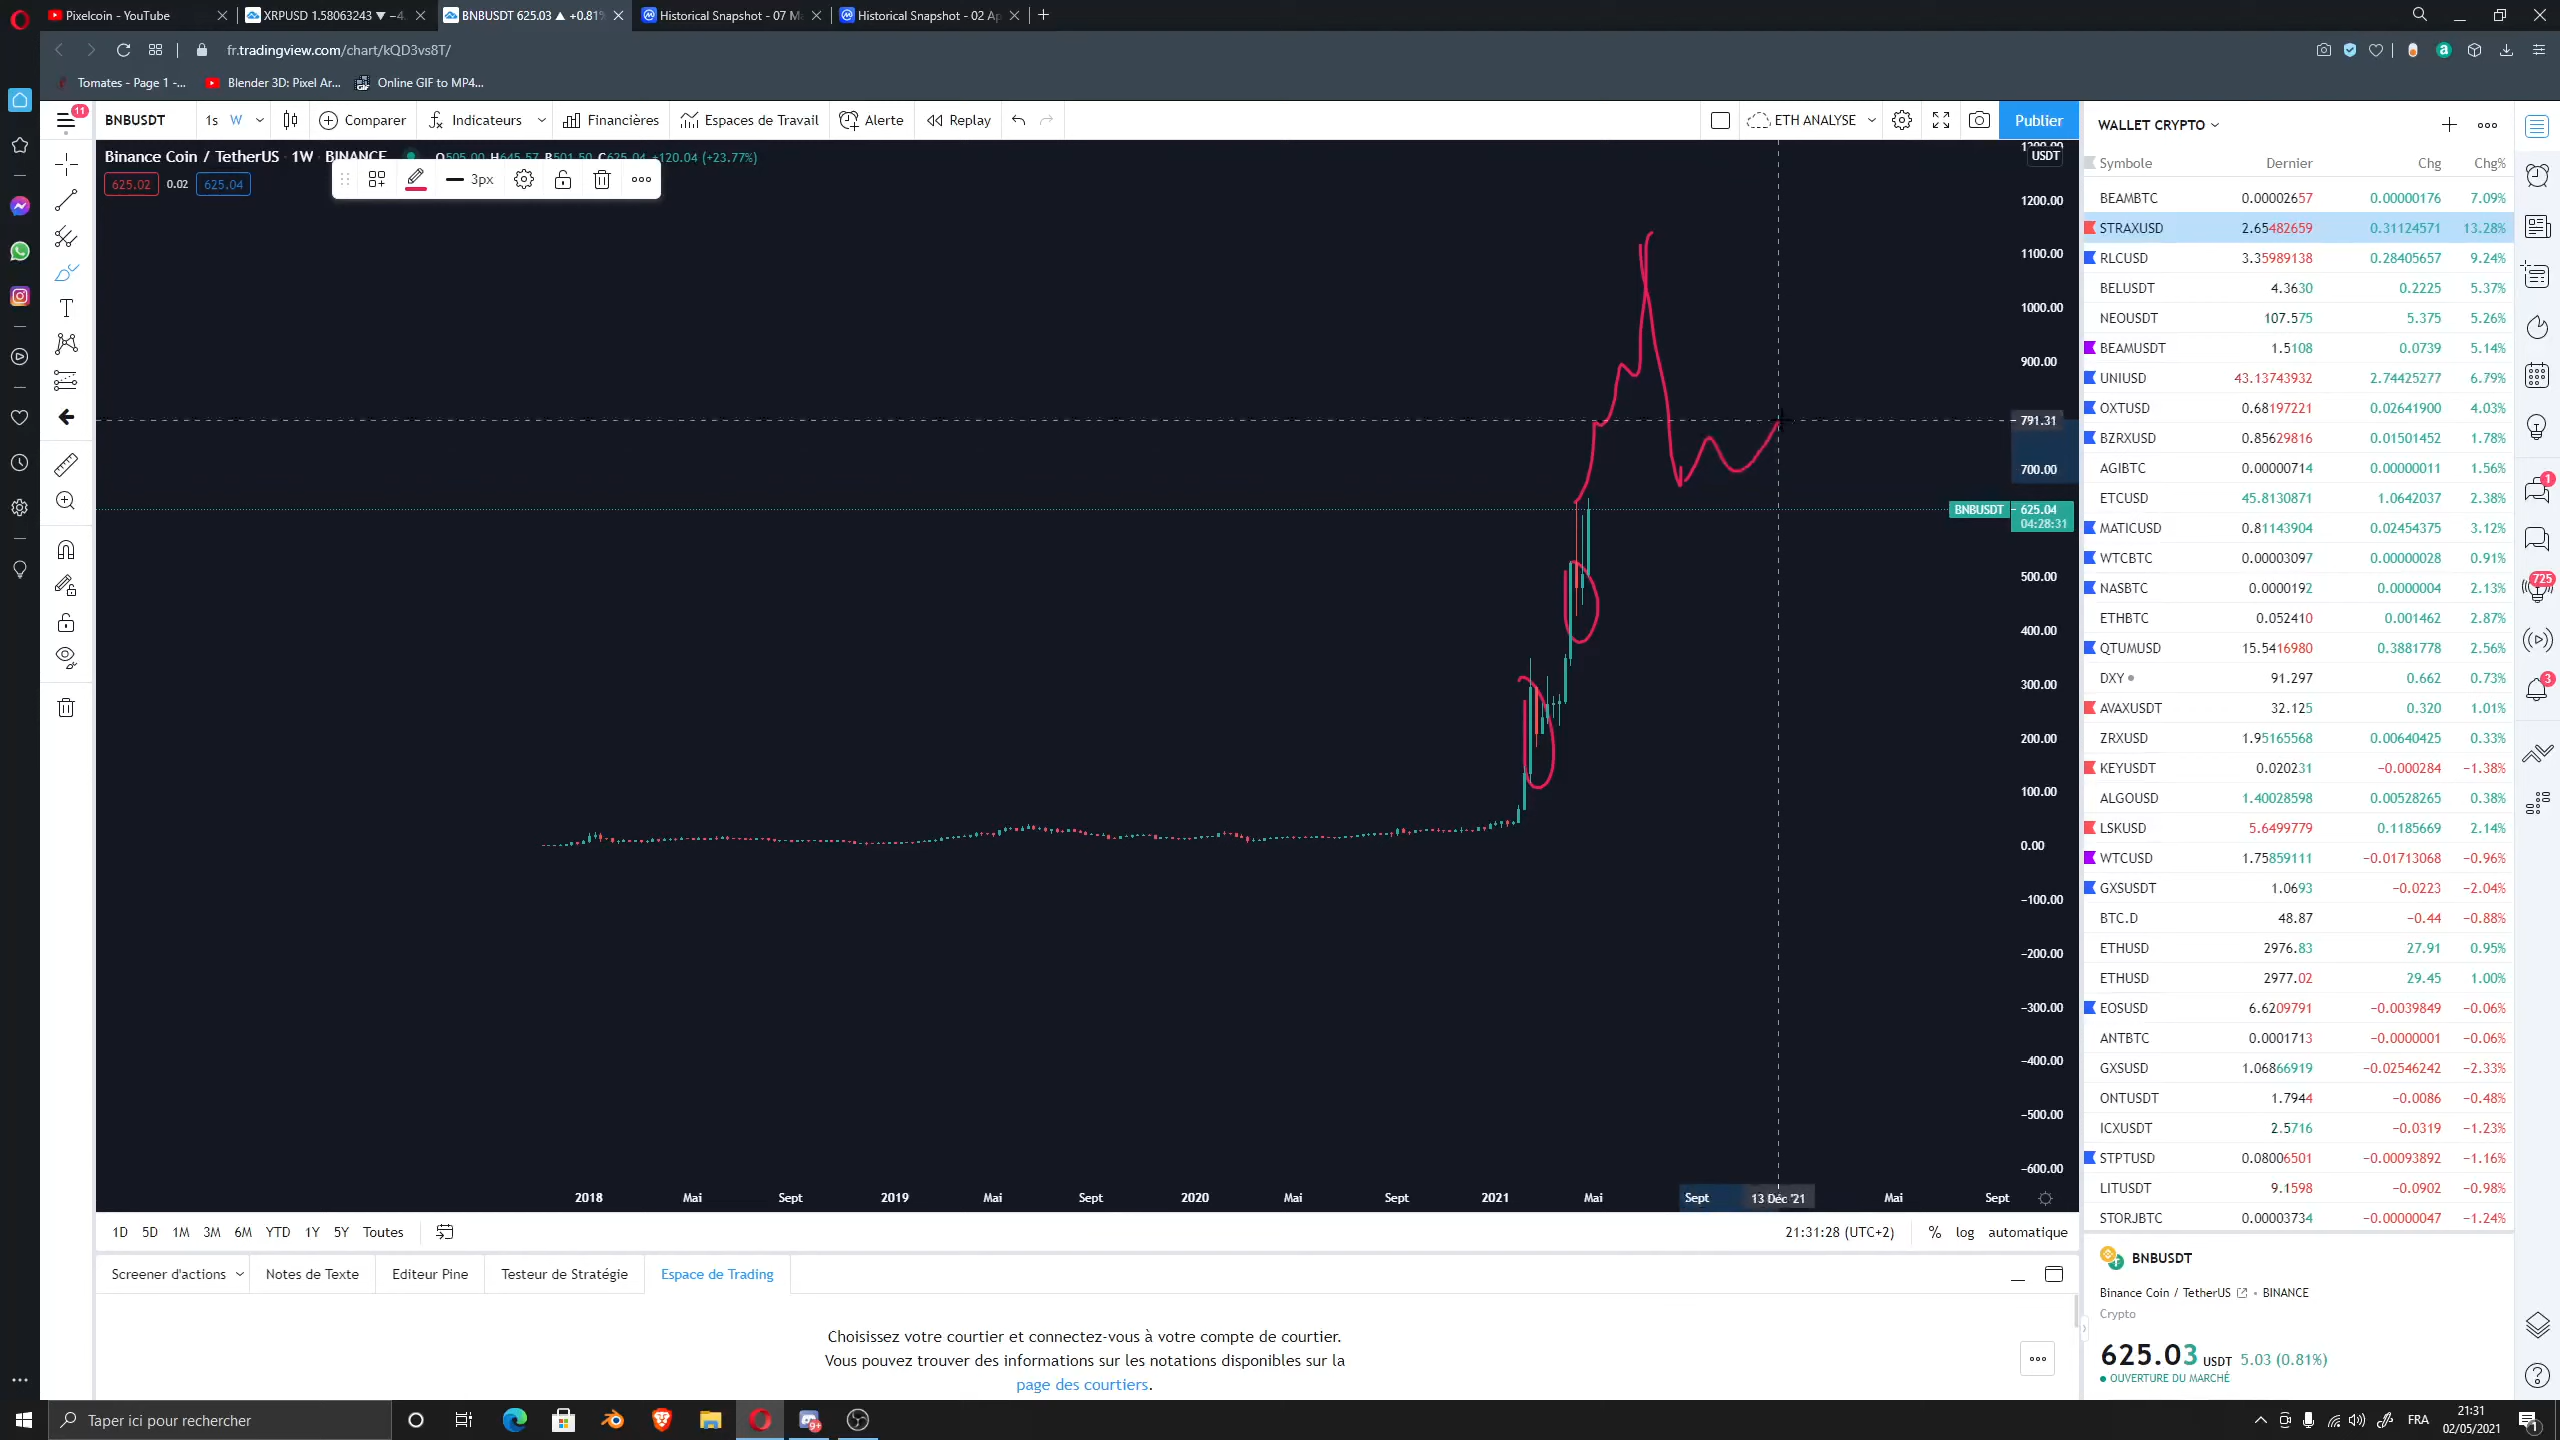 Pixelcoin - YouTube
XRPUSD 1.58063243 ▼ −4.
BNBUSDT 625.03 ▲ +0.81%
Historical Snapshot - 07 M
Historical Snapshot - 02 Ap
fr.tradingview.com/chart/kQD3vs8T/
Tomates - Page 1 -...
Blender 3D: Pixel Ar...
Online GIF to MP4...
11
BNBUSDT
1s
W
Comparer
Indicateurs
Financières
Espaces de Travail
Alerte
Replay
ETH ANALYSE
Publier
Binance Coin / TetherUS
1W
BINANCE
O505.00 H645.57 B501.50 C625.04 +120.04 (+23.77%)
USDT
625.02
0.02
625.04
3px
1200.00
1100.00
1000.00
900.00
791.31
700.00
BNBUSDT
625.04
04:28:31
500.00
400.00
300.00
200.00
100.00
0.00
−100.00
−200.00
−300.00
−400.00
−500.00
−600.00
2018
Mai
Sept
2019
Mai
Sept
2020
Mai
Sept
2021
Mai
Sept
13 Déc '21
Mai
Sept
1D
5D
1M
3M
6M
YTD
1Y
5Y
Toutes
21:31:28 (UTC+2)
%
log
automatique
Screener d'actions
Notes de Texte
Editeur Pine
Testeur de Stratégie
Espace de Trading
Choisissez votre courtier et connectez-vous à votre compte de courtier.
Vous pouvez trouver des informations sur les notations disponibles sur la
page des courtiers.
WALLET CRYPTO
Symbole Dernier Chg Chg%
BEAMBTC 0.00002657 0.00000176 7.09%
STRAXUSD 2.65482659 0.31124571 13.28%
RLCUSD 3.35989138 0.28405657 9.24%
BELUSDT 4.3630 0.2225 5.37%
NEOUSDT 107.575 5.375 5.26%
BEAMUSDT 1.5108 0.0739 5.14%
UNIUSD 43.13743932 2.74425277 6.79%
OXTUSD 0.68197221 0.02641900 4.03%
BZRXUSD 0.85629816 0.01501452 1.78%
AGIBTC 0.00000714 0.00000011 1.56%
ETCUSD 45.8130871 1.0642037 2.38%
MATICUSD 0.81143904 0.02454375 3.12%
WTCBTC 0.00003097 0.00000028 0.91%
NASBTC 0.0000192 0.0000004 2.13%
ETHBTC 0.052410 0.001462 2.87%
QTUMUSD 15.5416980 0.3881778 2.56%
DXY 91.297 0.662 0.73%
AVAXUSDT 32.125 0.320 1.01%
ZRXUSD 1.95165568 0.00640425 0.33%
KEYUSDT 0.020231 −0.000284 −1.38%
ALGOUSD 1.40028598 0.00528265 0.38%
LSKUSD 5.6499779 0.1185669 2.14%
WTCUSD 1.75859111 −0.01713068 −0.96%
GXSUSDT 1.0693 −0.0223 −2.04%
BTC.D 48.87 −0.44 −0.88%
ETHUSD 2976.83 27.91 0.95%
ETHUSD 2977.02 29.45 1.00%
EOSUSD 6.6209791 −0.0039849 −0.06%
ANTBTC 0.0001713 −0.0000001 −0.06%
GXSUSD 1.06866919 −0.02546242 −2.33%
ONTUSDT 1.7944 −0.0086 −0.48%
ICXUSDT 2.5716 −0.0319 −1.23%
STPTUSD 0.08006501 −0.00093892 −1.16%
LITUSDT 9.1598 −0.0902 −0.98%
STORJBTC 0.00003734 −0.00000047 −1.24%
BNBUSDT
Binance Coin / TetherUS • BINANCE
Crypto
625.03 USDT 5.03 (0.81%)
OUVERTURE DU MARCHÉ
1
725
3
Taper ici pour rechercher
9+
FRA
21:31
02/05/2021
1